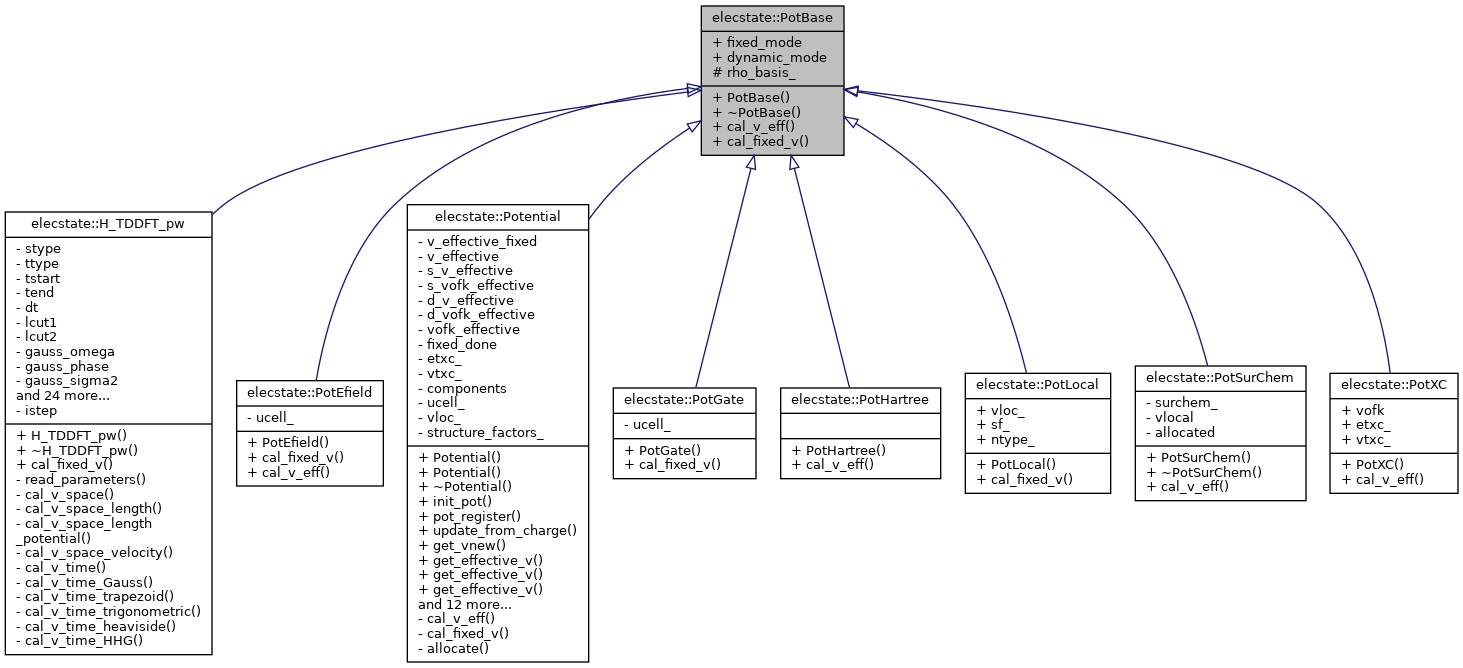 elecstate::PotBase
+ fixed_mode
+ dynamic_mode
# rho_basis_
+ PotBase()
+ ~PotBase()
+ cal_v_eff()
+ cal_fixed_v()
elecstate::H_TDDFT_pw
- stype
- ttype
- tstart
- tend
- dt
- lcut1
- lcut2
- gauss_omega
- gauss_phase
- gauss_sigma2
and 24 more...
- istep
+ H_TDDFT_pw()
+ ~H_TDDFT_pw()
+ cal_fixed_v()
- read_parameters()
- cal_v_space()
- cal_v_space_length()
- cal_v_space_length
_potential()
- cal_v_space_velocity()
- cal_v_time()
- cal_v_time_Gauss()
- cal_v_time_trapezoid()
- cal_v_time_trigonometric()
- cal_v_time_heaviside()
- cal_v_time_HHG()
elecstate::PotEfield
- ucell_
+ PotEfield()
+ cal_fixed_v()
+ cal_v_eff()
elecstate::Potential
- v_effective_fixed
- v_effective
- s_v_effective
- s_vofk_effective
- d_v_effective
- d_vofk_effective
- vofk_effective
- fixed_done
- etxc_
- vtxc_
- components
- ucell_
- vloc_
- structure_factors_
+ Potential()
+ Potential()
+ ~Potential()
+ init_pot()
+ pot_register()
+ update_from_charge()
+ get_vnew()
+ get_effective_v()
+ get_effective_v()
+ get_effective_v()
and 12 more...
- cal_v_eff()
- cal_fixed_v()
- allocate()
elecstate::PotGate
- ucell_
+ PotGate()
+ cal_fixed_v()
elecstate::PotHartree
+ PotHartree()
+ cal_v_eff()
elecstate::PotLocal
+ vloc_
+ sf_
+ ntype_
+ PotLocal()
+ cal_fixed_v()
elecstate::PotSurChem
- surchem_
- vlocal
- allocated
+ PotSurChem()
+ ~PotSurChem()
+ cal_v_eff()
elecstate::PotXC
+ vofk
+ etxc_
+ vtxc_
+ PotXC()
+ cal_v_eff()